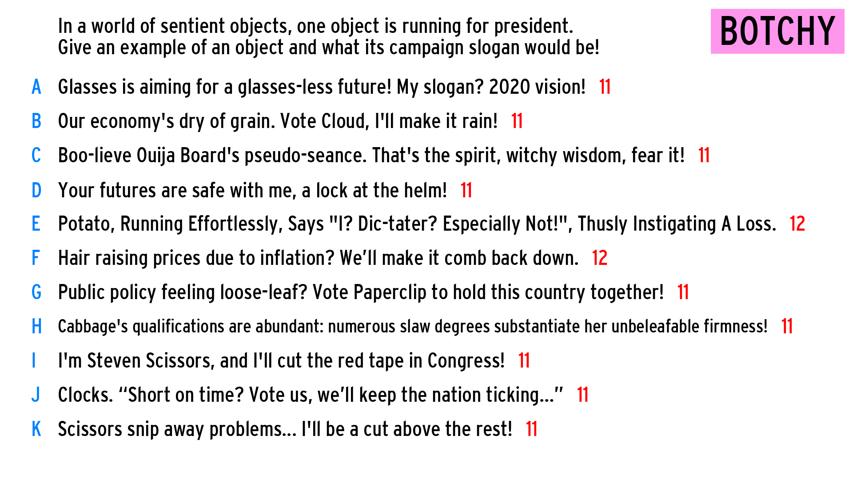 In a world of sentient objects, one object is running for president.
Give an example of an object and what its campaign slogan would be!
BOTCHY
A Glasses is aiming for a glasses-less future! My slogan? 2020 vision! 11
B Our economy's dry of grain. Vote Cloud, I'll make it rain! 11
C Boo-lieve Ouija Board's pseudo-seance. That's the spirit, witchy wisdom, fear it! 11
D Your futures are safe with me, a lock at the helm! 11
E Potato, Running Effortlessly, Says "I? Dic-tater? Especially Not!", Thusly Instigating A Loss. 12
F Hair raising prices due to inflation? We’ll make it comb back down. 12
G Public policy feeling loose-leaf? Vote Paperclip to hold this country together! 11
H Cabbage's qualifications are abundant: numerous slaw degrees substantiate her unbeleafable firmness! 11
I I'm Steven Scissors, and I'll cut the red tape in Congress! 11
J Clocks. “Short on time? Vote us, we’ll keep the nation ticking...” 11
K Scissors snip away problems... I'll be a cut above the rest! 11